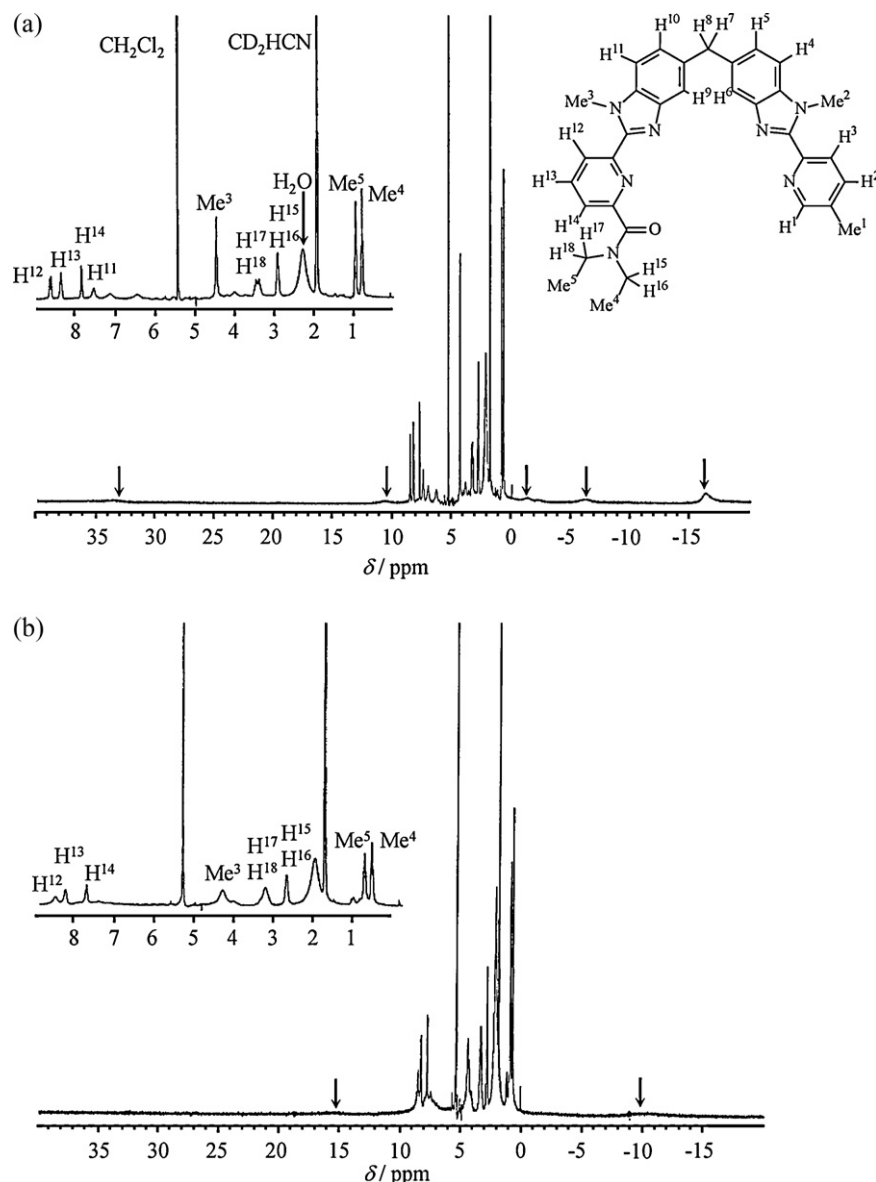 (a)
CH₂Cl₂
CD₂HCN
Me³
H₂O
Me⁵
Me⁴
H¹⁵
H¹⁴
H¹³
H¹²
H¹¹
H¹⁷
H¹⁸
H¹⁶
8 7 6 5 4 3 2 1
H¹⁰
H⁸
H⁷
H⁵
H¹¹
H⁴
Me³
H⁹
H⁶
Me²
N
N
N
N
H¹²
H³
H¹³
N
N
H²
H¹⁴
H¹⁷
O
H¹
Me¹
H¹⁸
N
H¹⁵
Me⁵
Me⁴
H¹⁶
35 30 25 20 15 10 5 0 -5 -10 -15
δ / ppm
(b)
H¹³
H¹²
H¹⁴
Me³
H¹⁷
H¹⁸
H¹⁵
H¹⁶
Me⁵
Me⁴
8 7 6 5 4 3 2 1
35 30 25 20 15 10 5 0 -5 -10 -15
δ / ppm